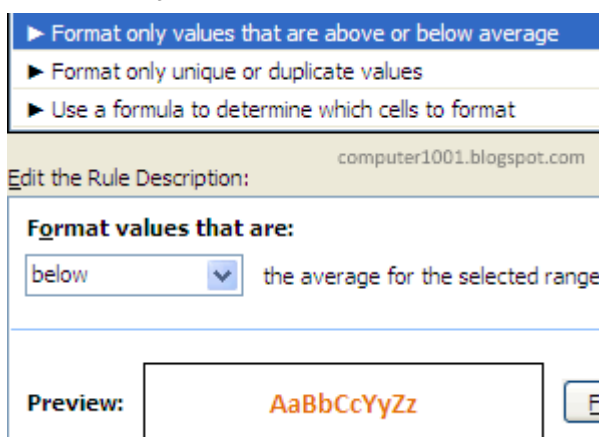 ► Format only values that are above or below average
► Format only unique or duplicate values
► Use a formula to determine which cells to format
computer1001.blogspot.com
Edit the Rule Description:
Format values that are:
below the average for the selected range
Preview: AaBbCcYyZz